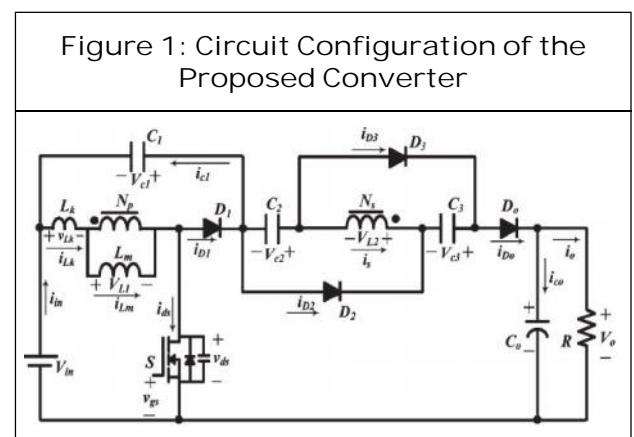 Figure 1: Circuit Configuration of the
Proposed Converter
C1
- Vc1 +
ic1
Lk
Np
+ vLk -
iLk
Lm
+ VL1 -
iLm
D1
iD1
iin
Vin
ids
S
+
vds
-
+
vgs
-
iD3
D3
C2
- Vc2 +
Ns
- VL2 +
is
C3
- Vc3 +
iD2
D2
Do
iDo
io
ico
+
Co
-
R
+
Vo
-